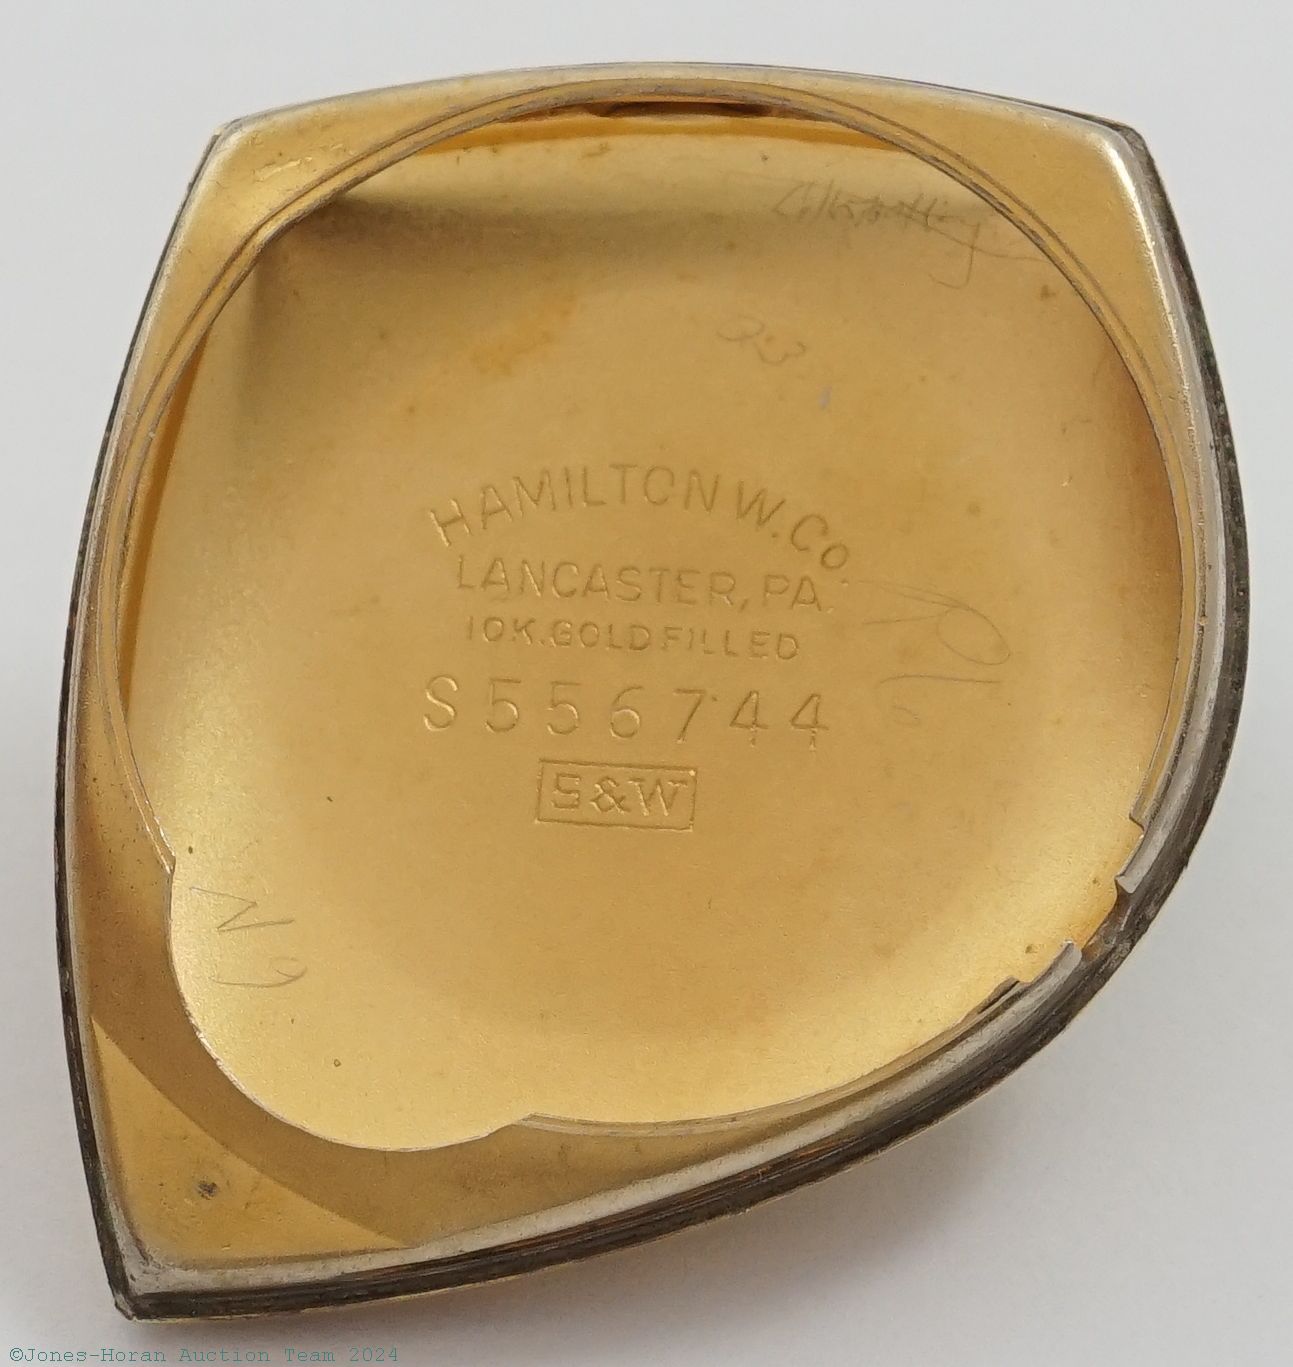 HAMILTON W. Co.
LANCASTER, PA.
10K. GOLD FILLED
S556744
S&W
©Jones-Horan Auction Team 2024